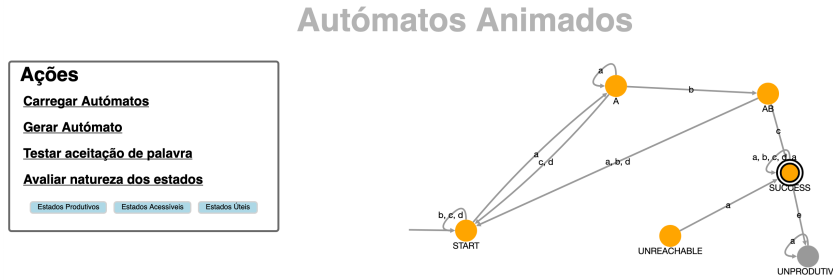 Autómatos Animados
Ações
Carregar Autómatos
Gerar Autómato
Testar aceitação de palavra
Avaliar natureza dos estados
Estados Produtivos Estados Acessíveis Estados Úteis
a
A
b
AB
a
c, d
a, b, d
c
a, b, c, d, a
SUCCESS
b, c, d
START
a
UNREACHABLE
e
a
UNPRODUTIV